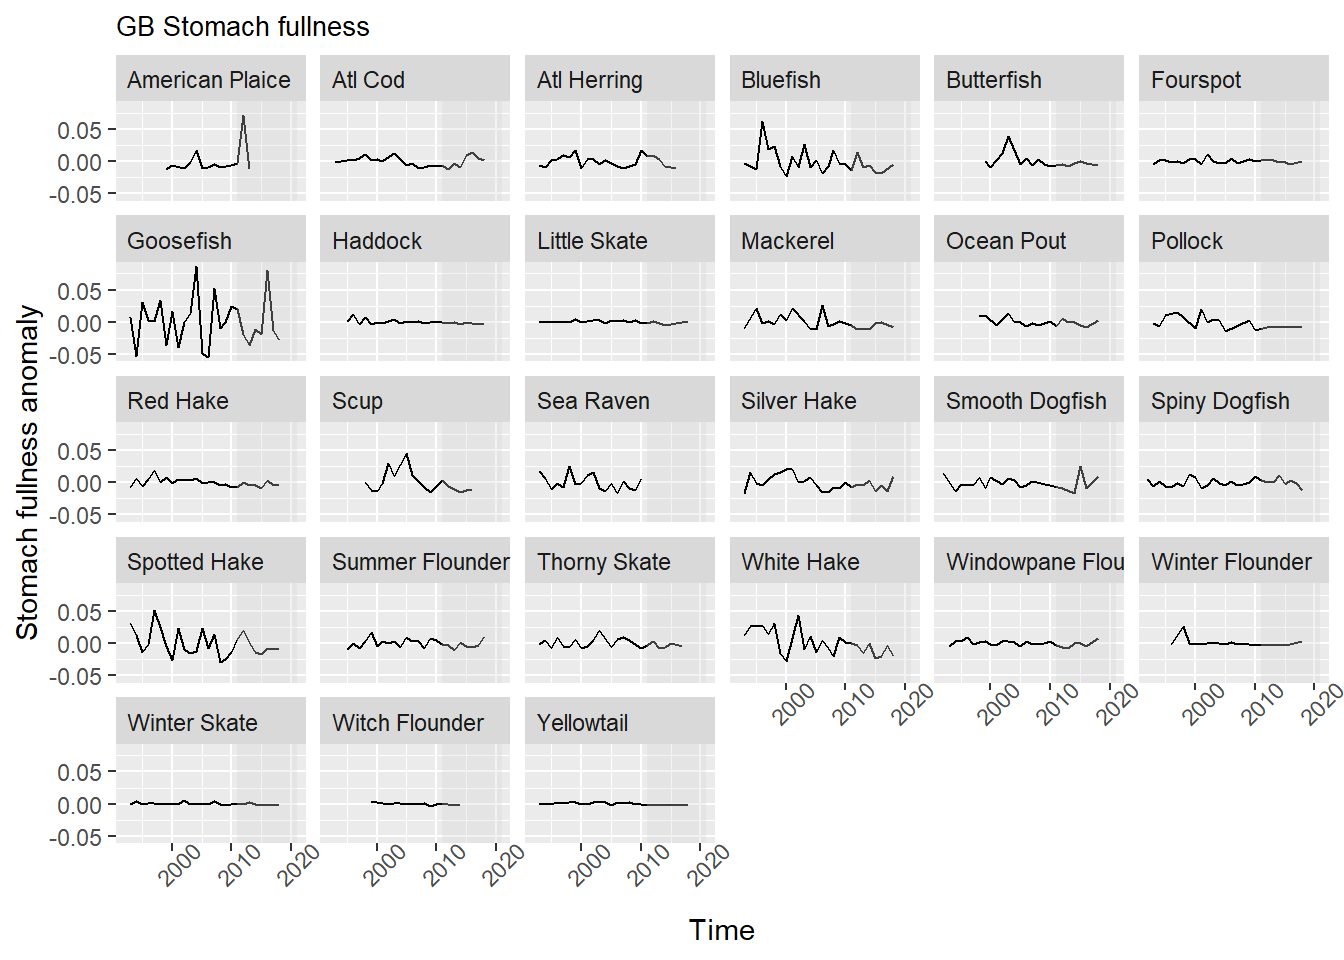 GB Stomach fullness
American Plaice Atl Cod Atl Herring Bluefish Butterfish Fourspot
0.05
0.00
-0.05
Goosefish Haddock Little Skate Mackerel Ocean Pout Pollock
0.05
0.00
-0.05
Red Hake Scup Sea Raven Silver Hake Smooth Dogfish Spiny Dogfish
0.05
0.00
-0.05
Stomach fullness anomaly
Spotted Hake Summer Flounder Thorny Skate White Hake Windowpane Flou Winter Flounder
0.05
0.00
-0.05
2000 2010 2020 2000 2010 2020 2000 2010 2020
Winter Skate Witch Flounder Yellowtail
0.05
0.00
-0.05
2000 2010 2020 2000 2010 2020 2000 2010 2020
Time